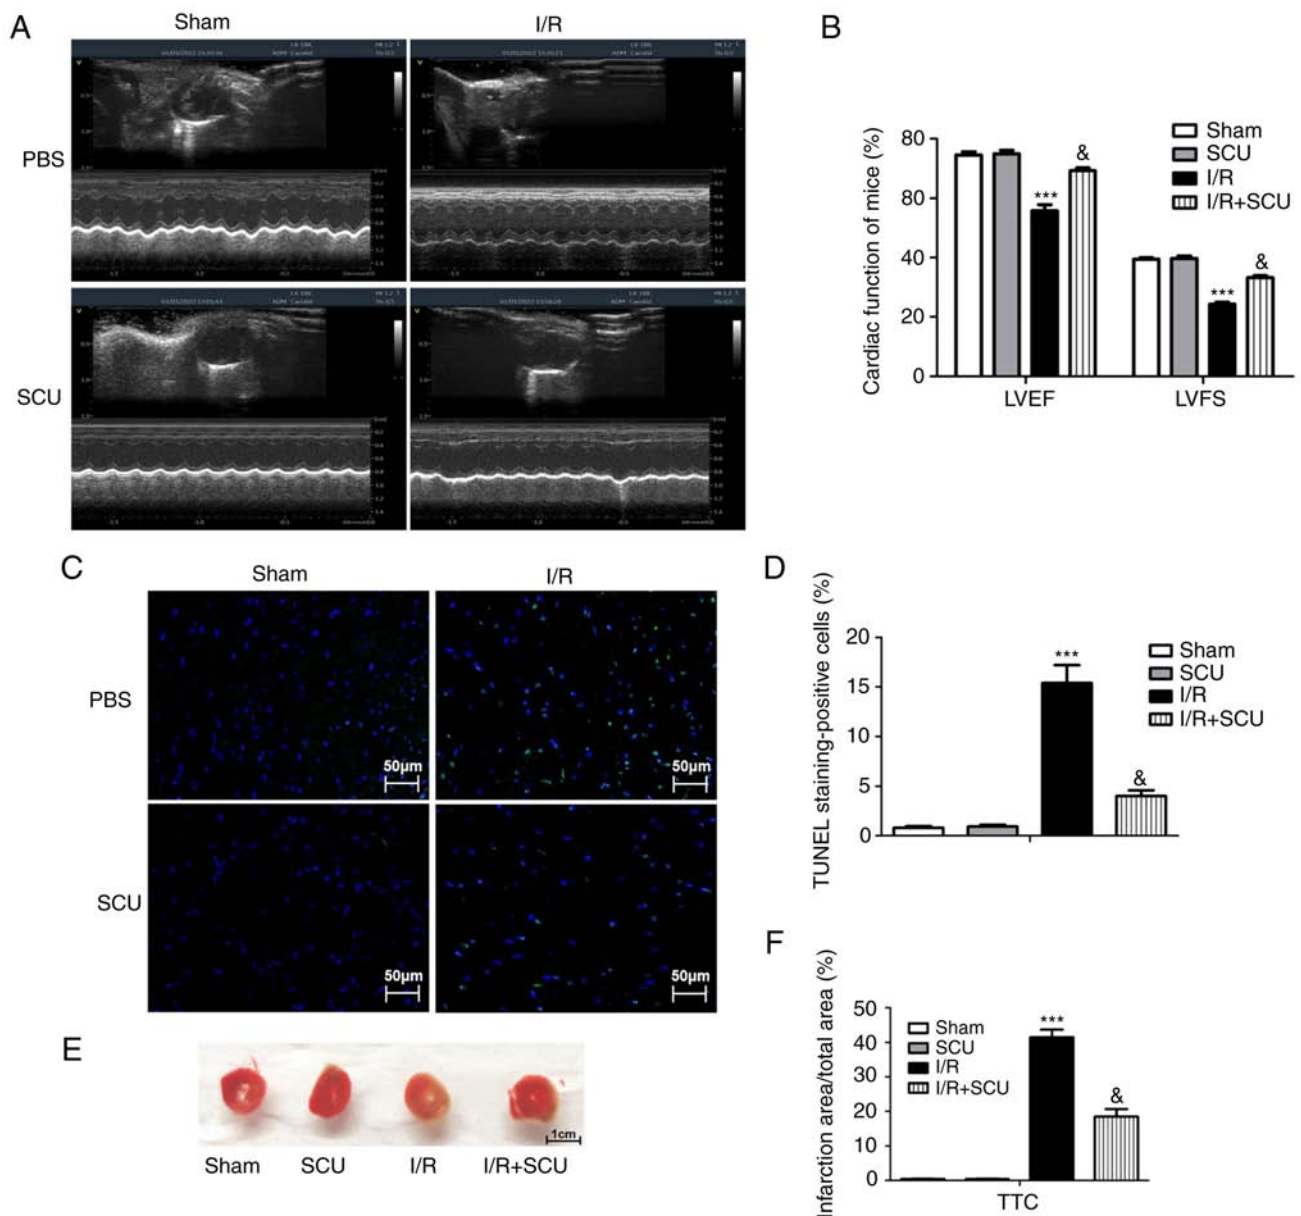 A
Sham
I/R
PBS
SCU
B
Cardiac function of mice (%)
80
80
40
20
0
***
&
***
&
LVEF
LVFS
Sham
SCU
I/R
I/R+SCU
C
Sham
I/R
PBS
SCU
50μm
50μm
50μm
50μm
D
TUNEL staining-positive cells (%)
20
15
10
5
0
***
&
Sham
SCU
I/R
I/R+SCU
E
1cm
Sham
SCU
I/R
I/R+SCU
F
Infarction area/total area (%)
50
40
30
20
10
0
Sham
SCU
I/R
I/R+SCU
***
&
TTC